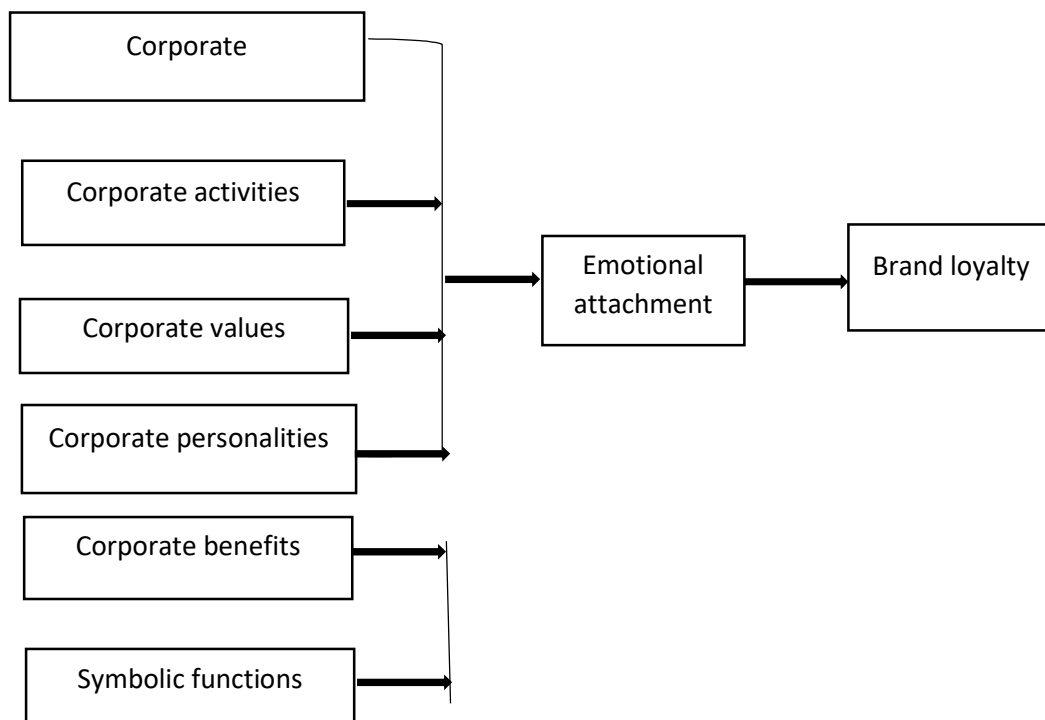 Corporate
Corporate activities
Corporate values
Corporate personalities
Corporate benefits
Symbolic functions
Emotional
attachment
Brand loyalty